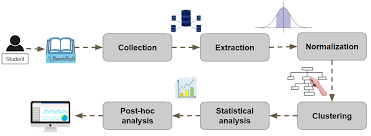 Student
BookRoll
Collection
Extraction
Normalization
Clustering
Statistical
analysis
Post-hoc
analysis